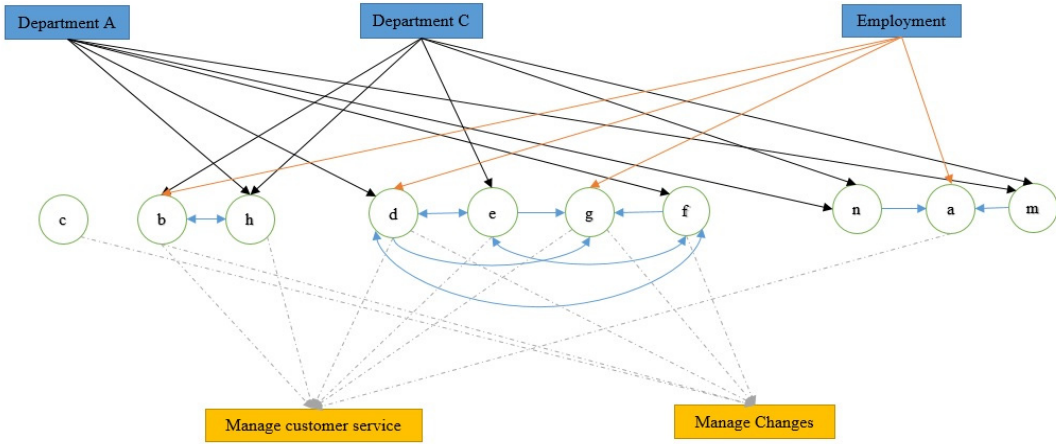 Department A
Department C
Employment
c
b
h
d
e
g
f
n
a
m
Manage customer service
Manage Changes